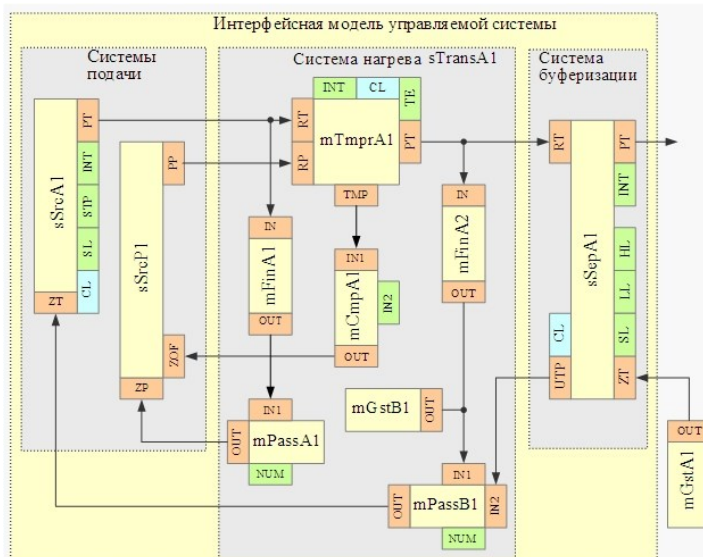 Интерфейсная модель управляемой системы
Системы
подачи
Система нагрева sTransA1
Система
буферизации
sSrcA1
PT
INT
STP
SL
CL
ZT
sSrcP1
PP
ZOF
ZP
INT
CL
TE
RT
RP
mTmprA1
PT
TMP
IN
mFinA1
OUT
IN1
mCmpA1
IN2
OUT
IN
mFinA2
OUT
mGstB1
OUT
IN1
OUT
mPassA1
NUM
IN1
OUT
mPassB1
IN2
NUM
RT
PT
INT
sSepA1
HL
LL
SL
CL
UTP
ZT
OUT
mGstA1